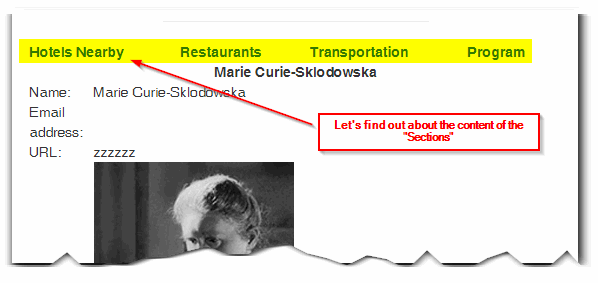 Hotels Nearby Restaurants Transportation Program
Marie Curie-Sklodowska
Name: Marie Curie-Sklodowska
Email
address:
URL: zzzzzz
Let's find out about the content of the
"Sections"